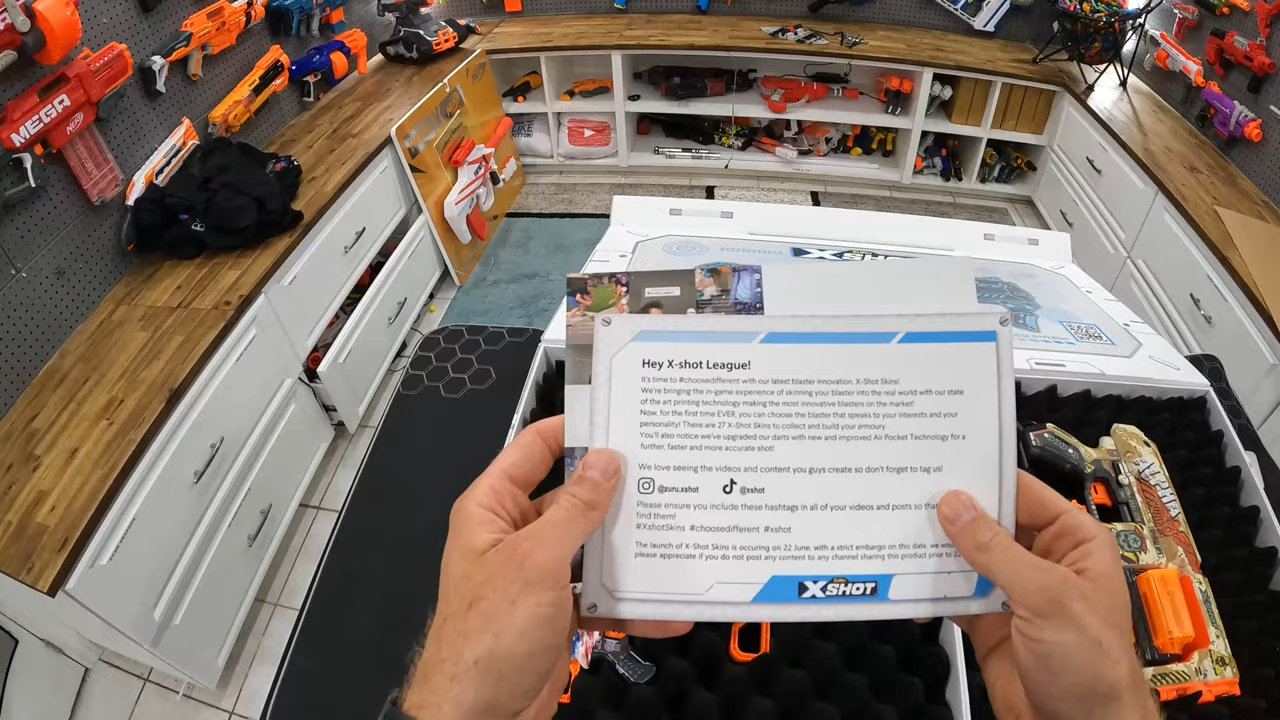 MEGA
NERF
LIKE
BUTTON!
XSHOT
Hey X-shot League!
It's time to #choosedifferent with our latest blaster innovation, X-Shot Skins!
We're bringing the in-game experience of skinning your blaster into the real world with our state
of the art printing technology making the most innovative blasters on the market!
Now, for the first time EVER, you can choose the blaster that speaks to your interests and your
personality! There are 27 X-Shot Skins to collect and build your armoury.
You'll also notice we've upgraded our darts with new and improved Air Pocket Technology for a
further, faster and more accurate shot!
We love seeing the videos and content you guys create so don't forget to tag us!
@zuru.xshot @xshot
Please ensure you include these hashtags in all of your videos and posts so that
find them!
#XshotSkins #choosedifferent #xshot
The launch of X-Shot Skins is occuring on 22 June, with a strict embargo on this date, we
please appreciate if you do not post any content to any channel sharing this product prior to
XSHOT
ALPHA